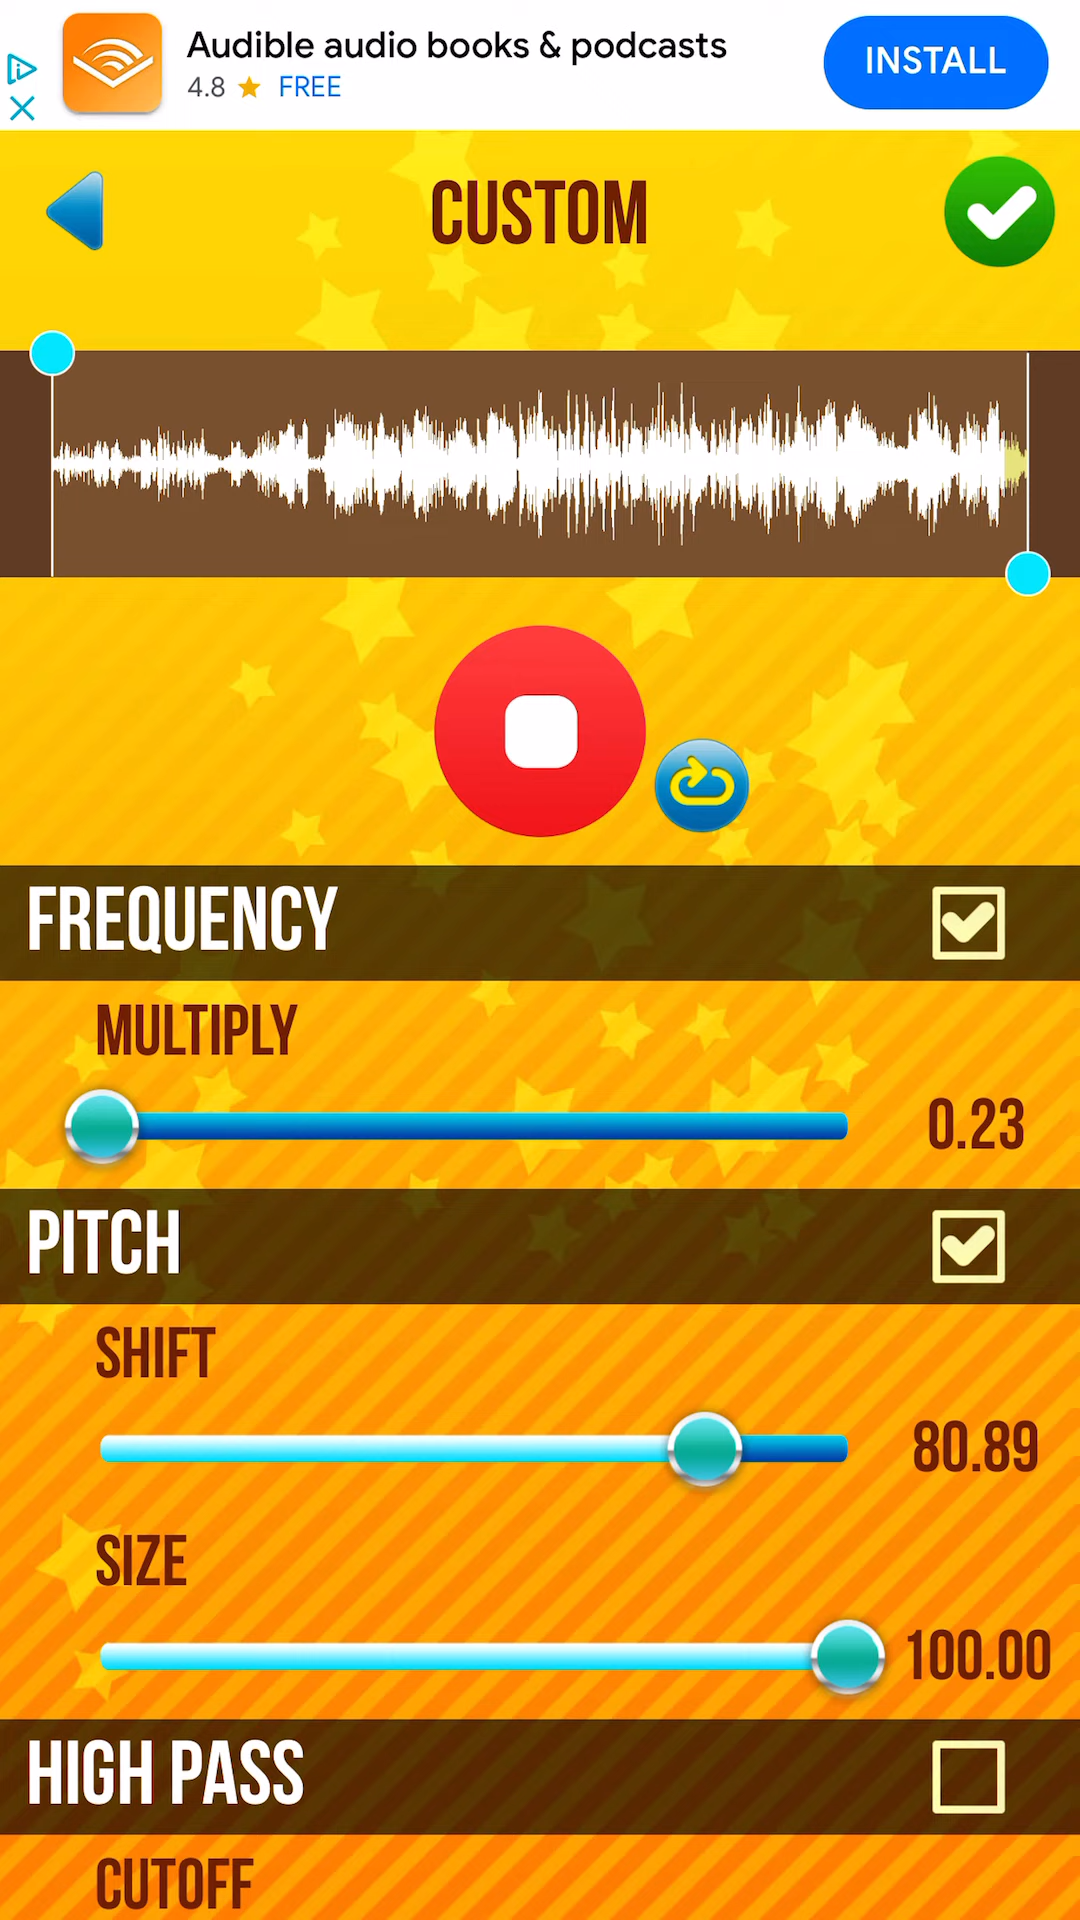 Audible audio books & podcasts
4.8 ★ FREE
INSTALL
CUSTOM
FREQUENCY
MULTIPLY
0.23
PITCH
SHIFT
80.89
SIZE
100.00
HIGH PASS
CUTOFF